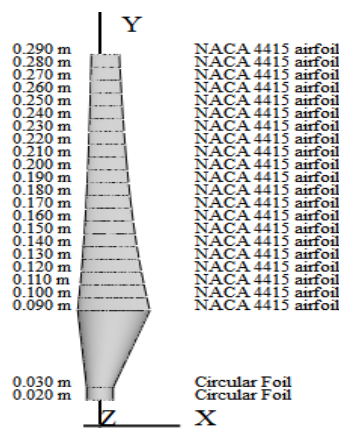 Y
0.290 m NACA 4415 airfoil
0.280 m NACA 4415 airfoil
0.270 m NACA 4415 airfoil
0.260 m NACA 4415 airfoil
0.250 m NACA 4415 airfoil
0.240 m NACA 4415 airfoil
0.230 m NACA 4415 airfoil
0.220 m NACA 4415 airfoil
0.210 m NACA 4415 airfoil
0.200 m NACA 4415 airfoil
0.190 m NACA 4415 airfoil
0.180 m NACA 4415 airfoil
0.170 m NACA 4415 airfoil
0.160 m NACA 4415 airfoil
0.150 m NACA 4415 airfoil
0.140 m NACA 4415 airfoil
0.130 m NACA 4415 airfoil
0.120 m NACA 4415 airfoil
0.110 m NACA 4415 airfoil
0.100 m NACA 4415 airfoil
0.090 m NACA 4415 airfoil
0.030 m Circular Foil
0.020 m Circular Foil
Z X